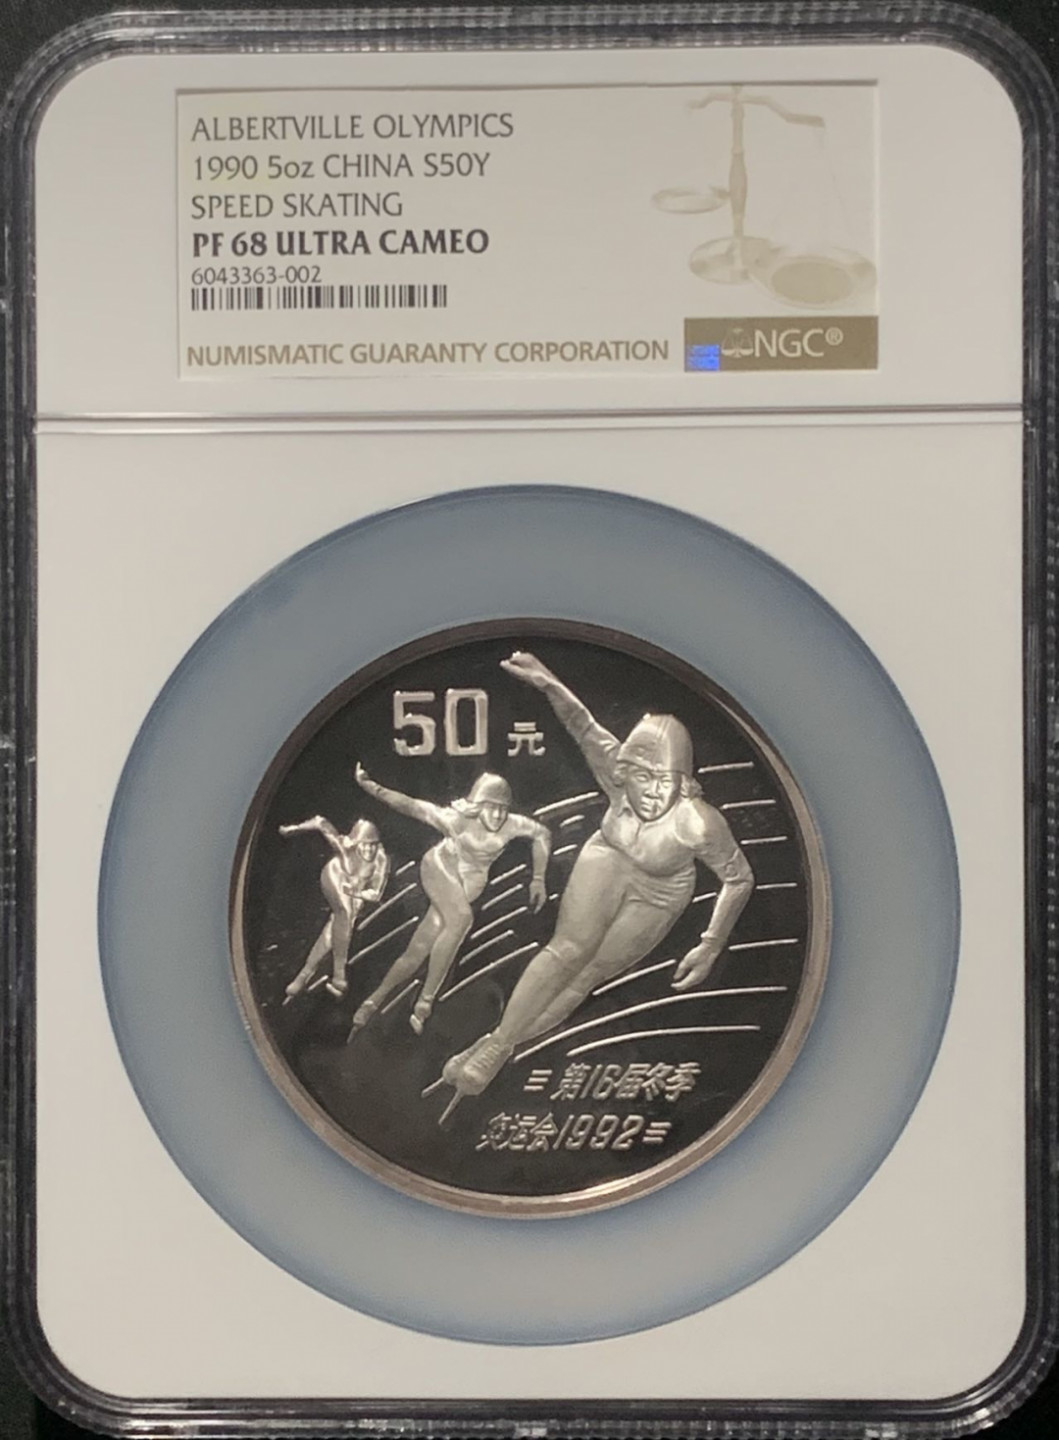 ALBERTVILLE OLYMPICS
1990 5oz CHINA S50Y
SPEED SKATING
PF 68 ULTRA CAMEO
6043363-002
NUMISMATIC GUARANTY CORPORATION
NGC®
50元
第16届冬季
奥运会1992